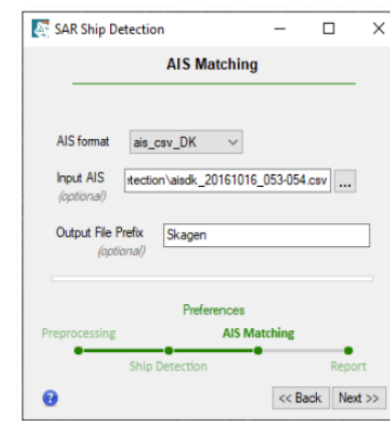 SAR Ship Detection
AIS Matching
AIS format ais_csv_DK
Input AIS tection\aisdk_20161016_053-054.csv ...
(optional)
Output File Prefix Skagen
(optional)
Preferences
Preprocessing AIS Matching
Ship Detection Report
? << Back Next >>